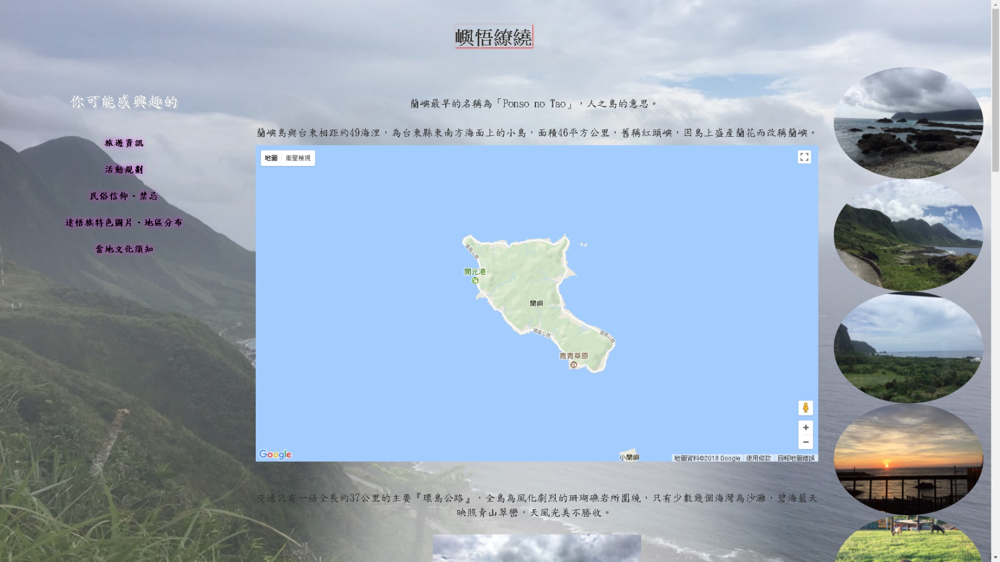 嶼悟繚繞
你可能感興趣的
旅遊資訊
活動規劃
民俗信仰、禁忌
達悟族特色圖片、地區分布
當地文化須知
蘭嶼最早的名稱為「Ponso no Tao」，人之島的意思。
蘭嶼島與台東相距約49海浬，為台東縣東南方海面上的小島，面積46平方公里，舊稱紅頭嶼，因島上盛產蘭花而改稱蘭嶼。
地圖 衛星檢視
環島公路
開元港
蘭嶼
環島公路
環島公路
青青草原
小蘭嶼
Google
地圖資料©2018 Google 使用條款 回報地圖錯誤
交通只有一條全長約37公里的主要『環島公路』，全島為風化劇烈的珊瑚礁岩所圍繞，只有少數幾個海灣為沙灘，碧海藍天
映照青山翠巒，天風光美不勝收。